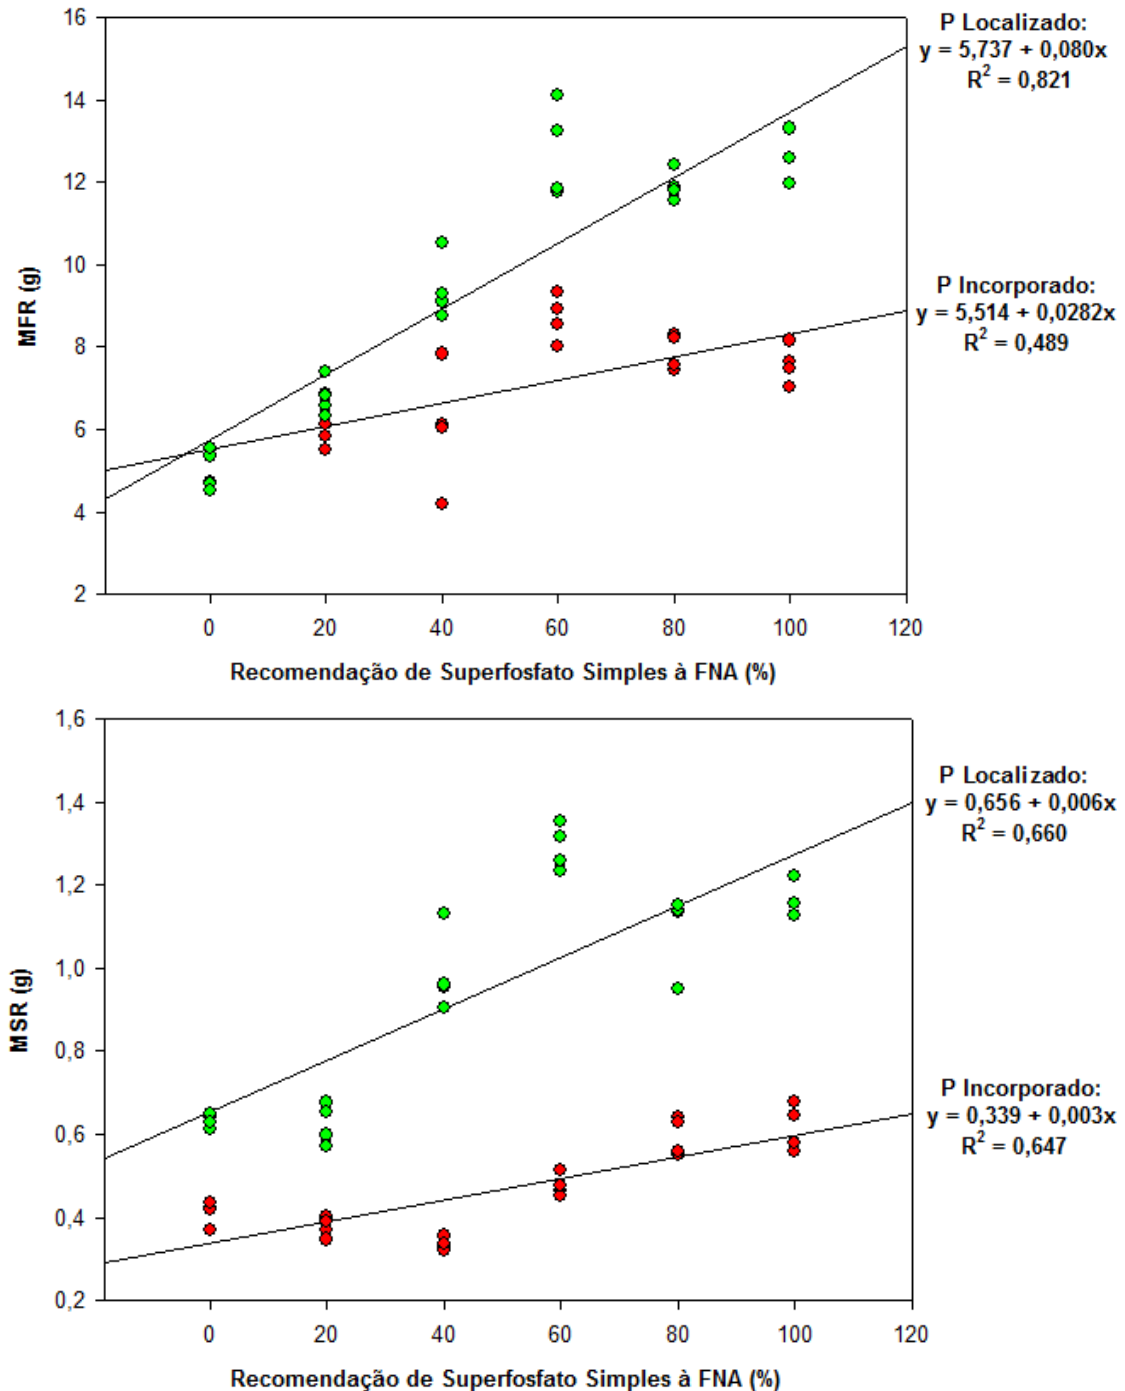 16
14
12
10
8
6
4
2
MFR (g)
P Localizado:
y = 5,737 + 0,080x
R² = 0,821
P Incorporado:
y = 5,514 + 0,0282x
R² = 0,489
0 20 40 60 80 100 120
Recomendação de Superfosfato Simples à FNA (%)
1,6
1,4
1,2
1,0
0,8
0,6
0,4
0,2
MSR (g)
P Localizado:
y = 0,656 + 0,006x
R² = 0,660
P Incorporado:
y = 0,339 + 0,003x
R² = 0,647
0 20 40 60 80 100 120
Recomendação de Superfosfato Simples à FNA (%)